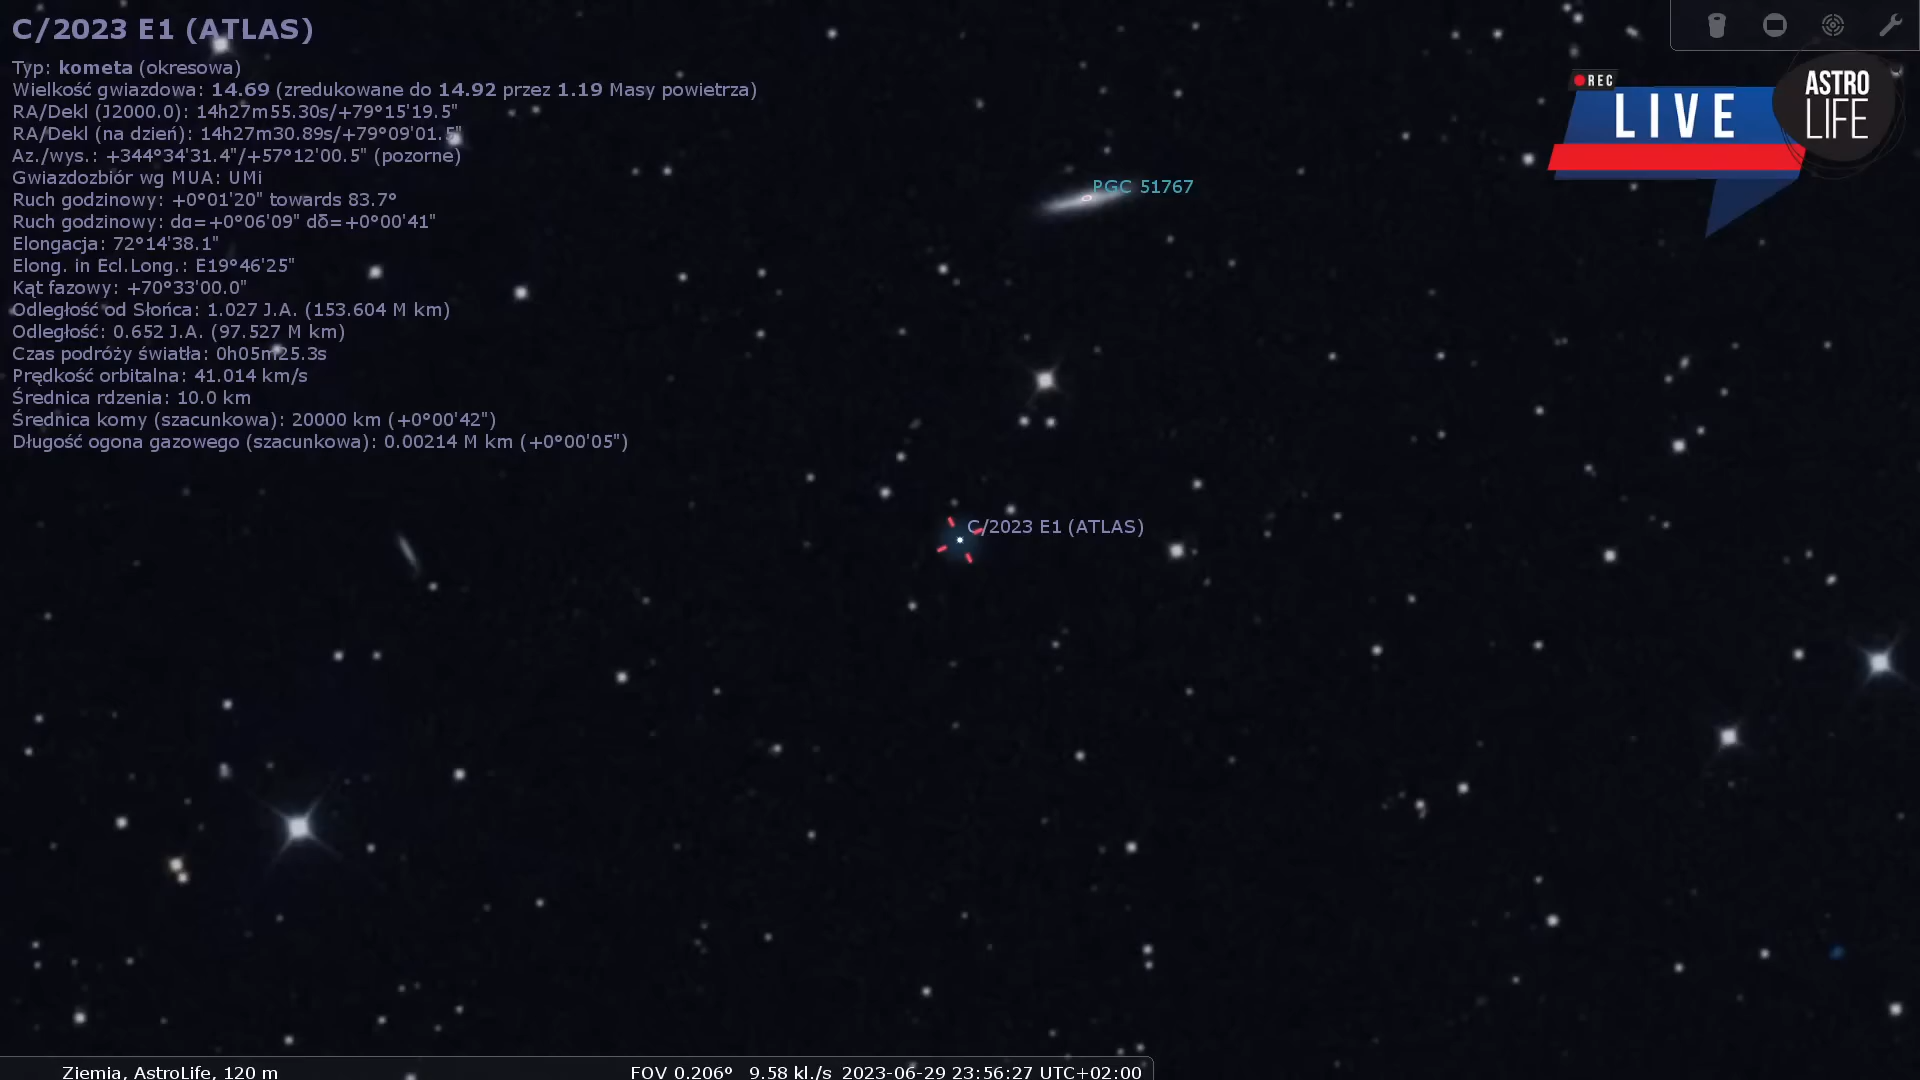 C/2023 E1 (ATLAS)
Typ: kometa (okresowa)
Wielkość gwiazdowa: 14.69 (zredukowane do 14.92 przez 1.19 Masy powietrza)
RA/Dekl (J2000.0): 14h27m55.30s/+79°15'19.5"
RA/Dekl (na dzień): 14h27m30.89s/+79°09'01.5"
Az./wys.: +344°34'31.4"/+57°12'00.5" (pozorne)
Gwiazdozbiór wg MUA: UMi
Ruch godzinowy: +0°01'20" towards 83.7°
Ruch godzinowy: dα=+0°06'09" dδ=+0°00'41"
Elongacja: 72°14'38.1"
Elong. in Ecl.Long.: E19°46'25"
Kąt fazowy: +70°33'00.0"
Odległość od Słońca: 1.027 J.A. (153.604 M km)
Odległość: 0.652 J.A. (97.527 M km)
Czas podróży światła: 0h05m25.3s
Prędkość orbitalna: 41.014 km/s
Średnica rdzenia: 10.0 km
Średnica komy (szacunkowa): 20000 km (+0°00'42")
Długość ogona gazowego (szacunkowa): 0.00214 M km (+0°00'05")
REC
LIVE
ASTRO
LIFE
PGC 51767
C/2023 E1 (ATLAS)
Ziemia, AstroLife, 120 m
FOV 0.206° 9.58 kl./s 2023-06-29 23:56:27 UTC+02:00